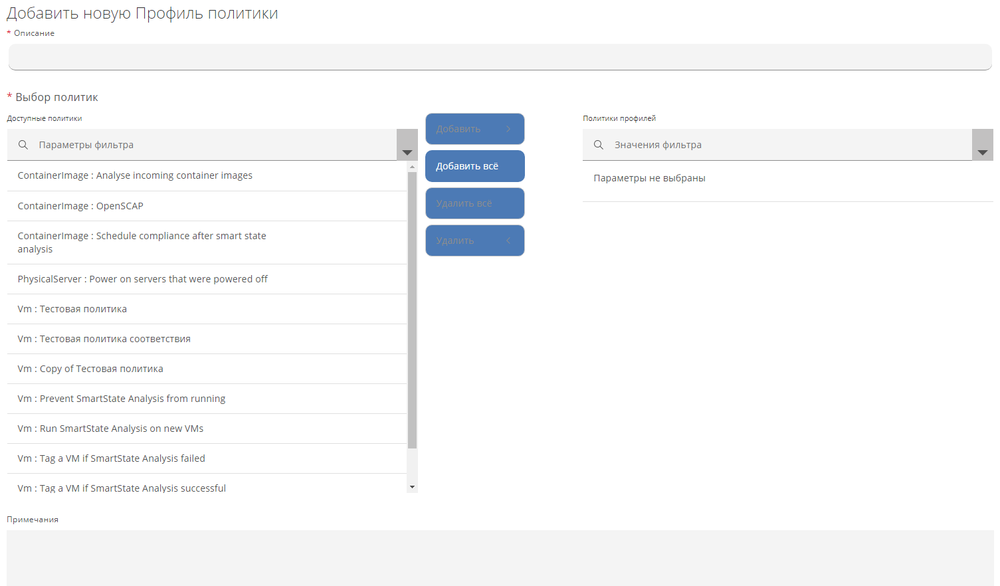 Добавить новую Профиль политики
* Описание
* Выбор политик
Доступные политики
Параметры фильтра
ContainerImage : Analyse incoming container images
ContainerImage : OpenSCAP
ContainerImage : Schedule compliance after smart state
analysis
PhysicalServer : Power on servers that were powered off
Vm : Тестовая политика
Vm : Тестовая политика соответствия
Vm : Copy of Тестовая политика
Vm : Prevent SmartState Analysis from running
Vm : Run SmartState Analysis on new VMs
Vm : Tag a VM if SmartState Analysis failed
Vm : Tag a VM if SmartState Analysis successful
Добавить
Добавить всё
Удалить всё
Удалить
Политики профилей
Значения фильтра
Параметры не выбраны
Примечания